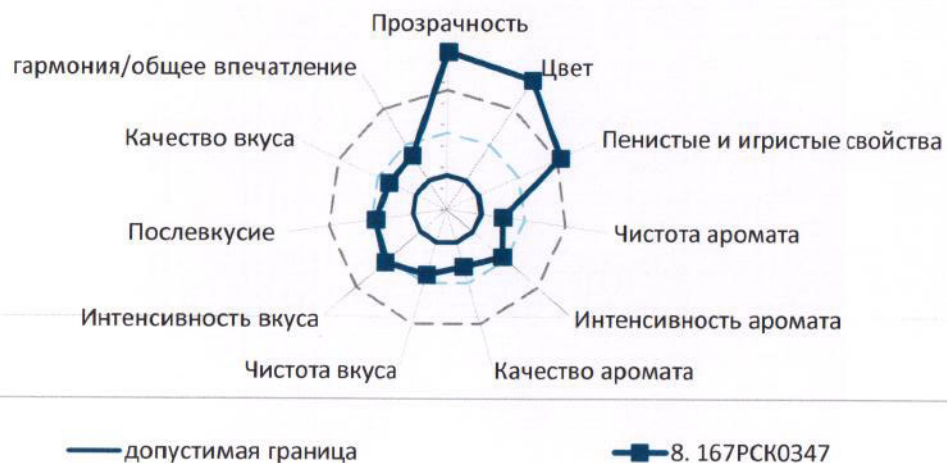 Прозрачность
гармония/общее впечатление
Цвет
Качество вкуса
Пенистые и игристые свойства
Послевкусие
Чистота аромата
Интенсивность вкуса
Интенсивность аромата
Чистота вкуса
Качество аромата
допустимая граница
8. 167РСК0347